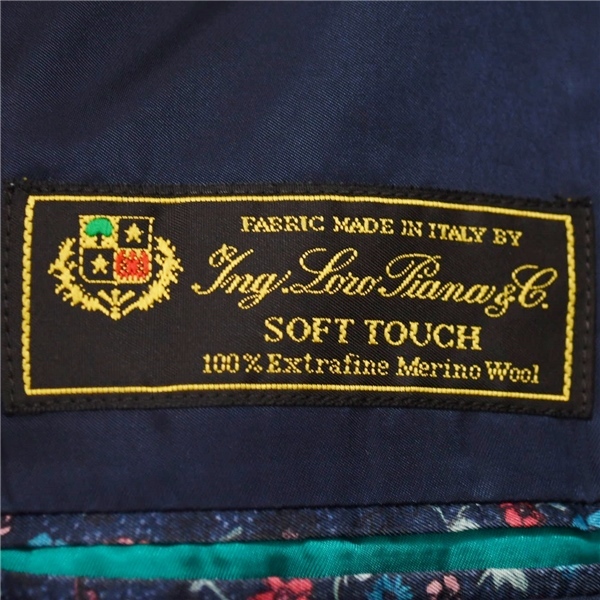 FABRIC MADE IN ITALY BY
Ing. Loro Piana & C.
SOFT TOUCH
100% Extrafine Merino Wool